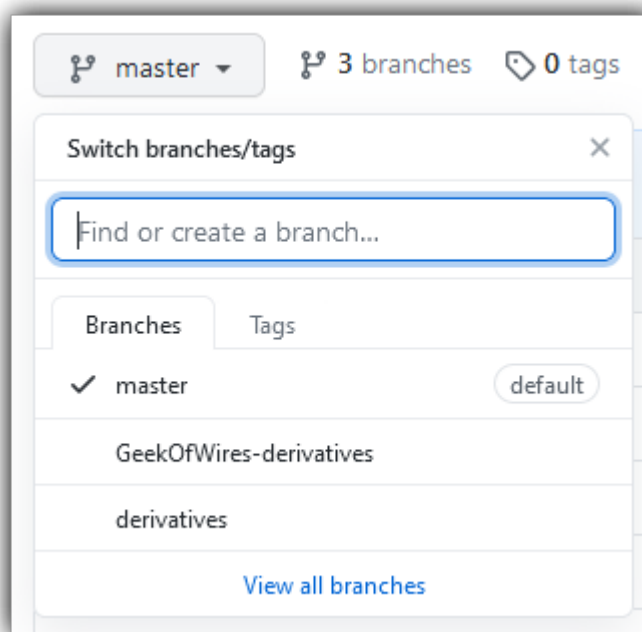 master 3 branches 0 tags
Switch branches/tags
Find or create a branch...
Branches Tags
master default
GeekOfWires-derivatives
derivatives
View all branches